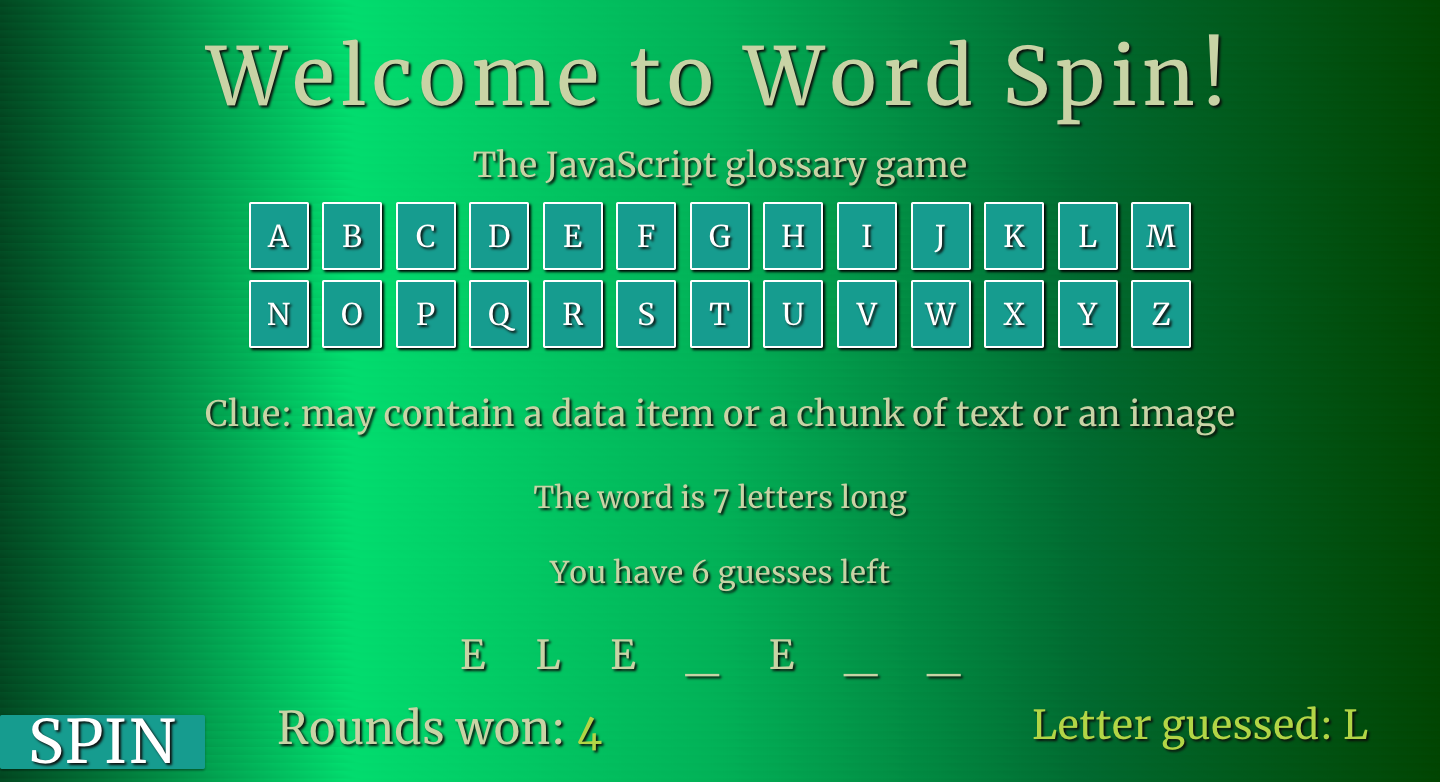 Welcome to Word Spin!
The JavaScript glossary game
A B C D E F G H I J K L M
N O P Q R S T U V W X Y Z
Clue: may contain a data item or a chunk of text or an image
The word is 7 letters long
You have 6 guesses left
E L E _ E _ _
SPIN
Rounds won: 4
Letter guessed: L